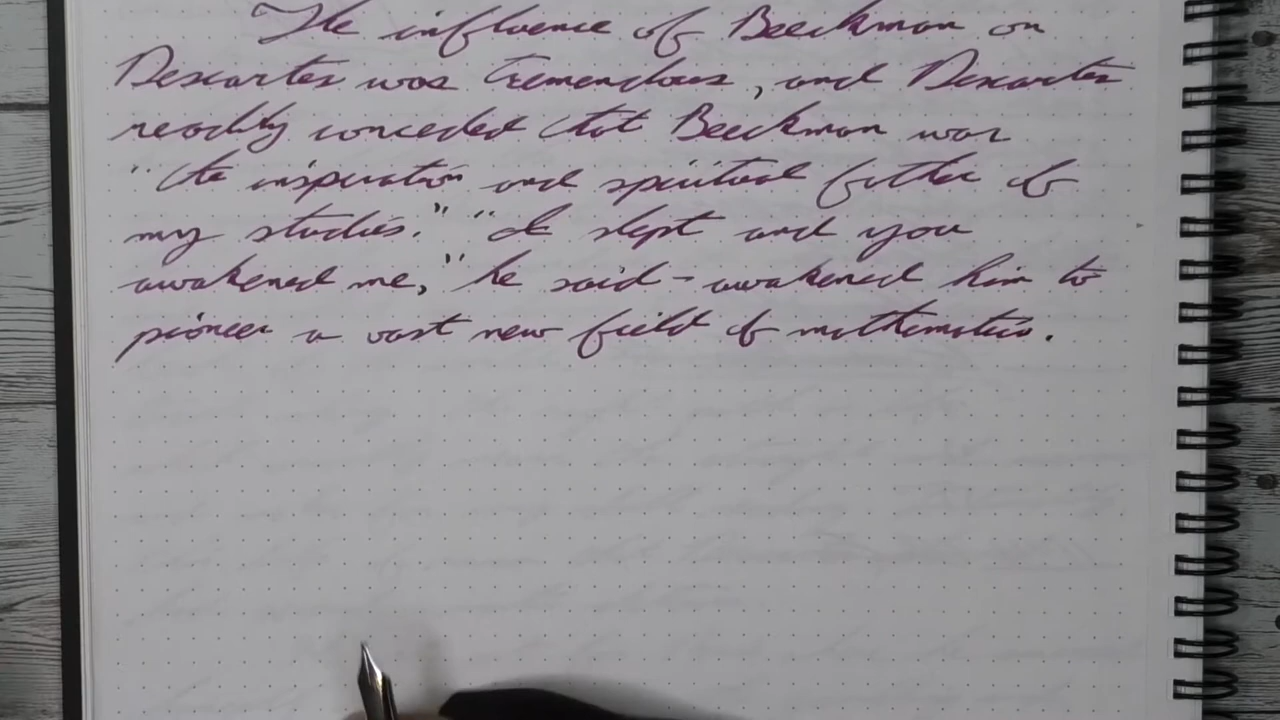 The influence of Beeckman on
Descartes was tremendous, and Descartes
readily conceded that Beeckman was
"the inspiration and spiritual father of
my studies." "I slept and you
awakened me," he said - awakened him to
pioneer a vast new field of mathematics.